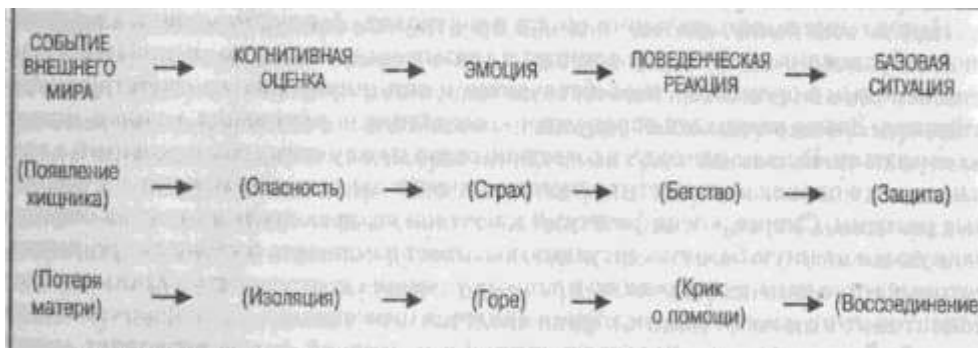 СОБЫТИЕ ВНЕШНЕГО МИРА → КОГНИТИВНАЯ ОЦЕНКА → ЭМОЦИЯ → ПОВЕДЕНЧЕСКАЯ РЕАКЦИЯ → БАЗОВАЯ СИТУАЦИЯ
(Появление хищника) → (Опасность) → (Страх) → (Бегство) → (Защита)
(Потеря матери) → (Изоляция) → (Горе) → (Крик о помощи) → (Воссоединение)